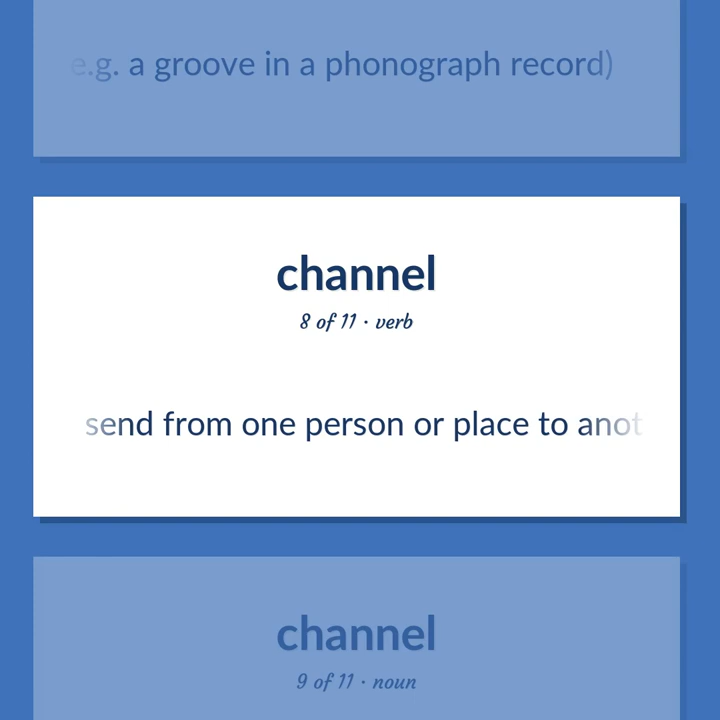 e.g. a groove in a phonograph record)
channel
8 of 11 · verb
send from one person or place to anot
channel
9 of 11 · noun